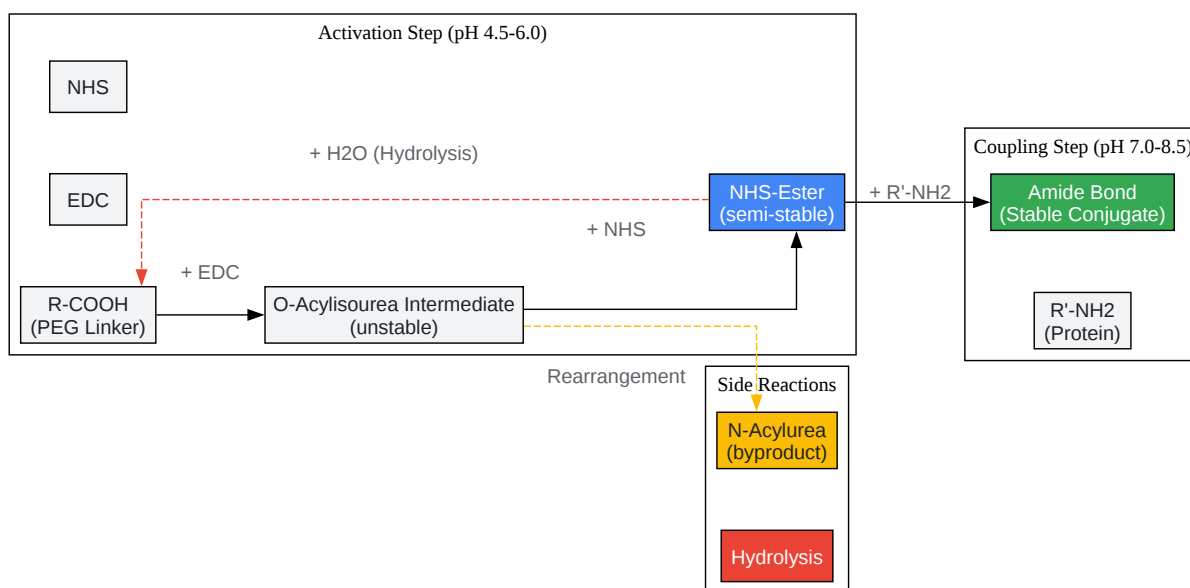 Activation Step (pH 4.5-6.0)
NHS
+ H2O (Hydrolysis)
Coupling Step (pH 7.0-8.5)
EDC
NHS-Ester
(semi-stable)
+ R'-NH2
Amide Bond
(Stable Conjugate)
+ NHS
+ EDC
R-COOH
(PEG Linker)
O-Acylisourea Intermediate
(unstable)
R'-NH2
(Protein)
Rearrangement
Side Reactions
N-Acylurea
(byproduct)
Hydrolysis